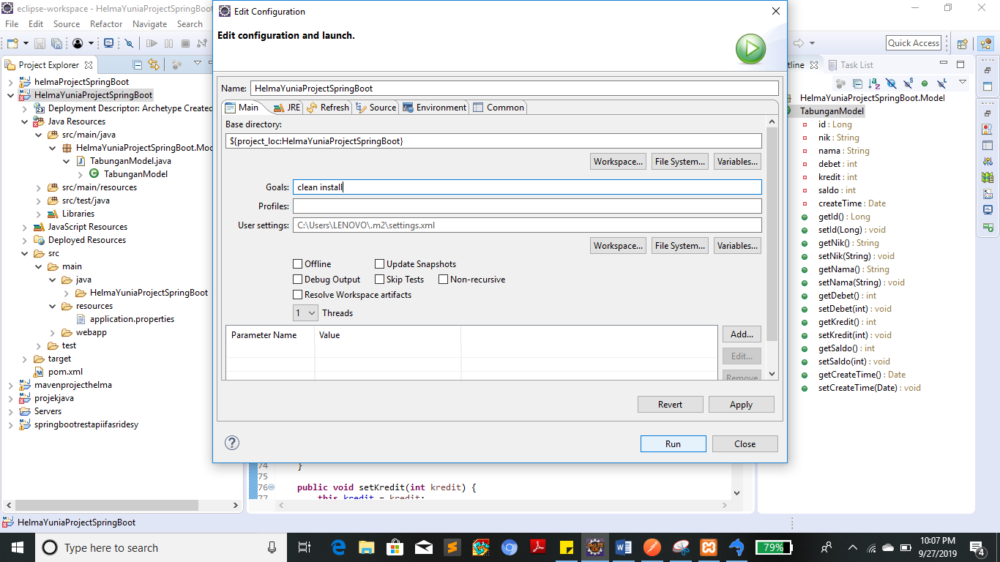 eclipse-workspace - HelmaYuniaProjectSpringBoot
File Edit Source Refactor Navigate Search
Quick Access
Project Explorer
helmaProjectSpringBoot
HelmaYuniaProjectSpringBoot
Deployment Descriptor: Archetype Created
Java Resources
src/main/java
HelmaYuniaProjectSpringBoot.Mod
TabunganModel.java
TabunganModel
src/main/resources
src/test/java
Libraries
JavaScript Resources
Deployed Resources
src
main
java
HelmaYuniaProjectSpringBoot
resources
application.properties
webapp
test
target
pom.xml
mavenprojecthelma
projekjava
Servers
springbootrestapiifasridesy
HelmaYuniaProjectSpringBoot
Edit Configuration
Edit configuration and launch.
Name: HelmaYuniaProjectSpringBoot
Main JRE Refresh Source Environment Common
Base directory:
${project_loc:HelmaYuniaProjectSpringBoot}
Workspace... File System... Variables...
Goals: clean install
Profiles:
User settings: C:\Users\LENOVO\.m2\settings.xml
Workspace... File System... Variables...
Offline Update Snapshots
Debug Output Skip Tests Non-recursive
Resolve Workspace artifacts
1 Threads
Parameter Name Value
Add...
Edit...
Remove
Revert Apply
Run Close
74 }
75
76 public void setKredit(int kredit) {
77 this.kredit = kredit;
tline Task List
HelmaYuniaProjectSpringBoot.Model
TabunganModel
id : Long
nik : String
nama : String
debet : int
kredit : int
saldo : int
createTime : Date
getId() : Long
setId(Long) : void
getNik() : String
setNik(String) : void
getNama() : String
setNama(String) : void
getDebet() : int
setDebet(int) : void
getKredit() : int
setKredit(int) : void
getSaldo() : int
setSaldo(int) : void
getCreateTime() : Date
setCreateTime(Date) : void
Type here to search
79%
10:07 PM
9/27/2019
4